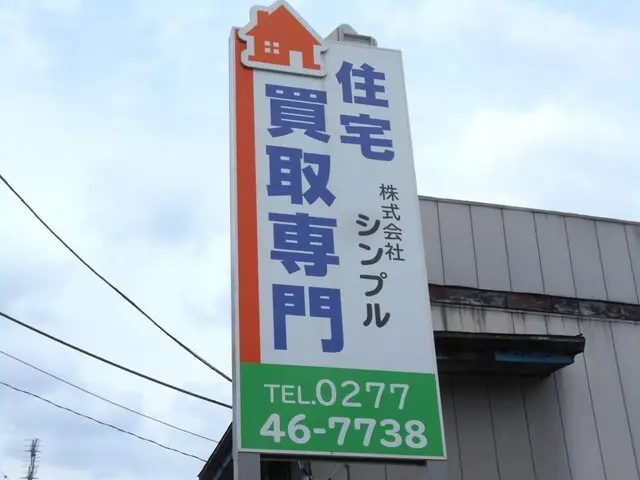 住宅
買取専門
株式会社
シンプル
TEL.0277
46-7738